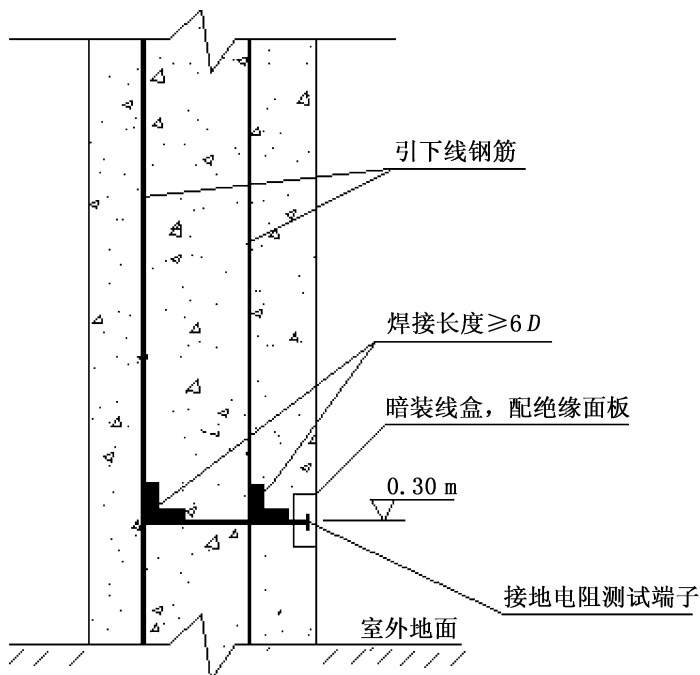 引下线钢筋
焊接长度≥6D
暗装线盒，配绝缘面板
0.30 m
接地电阻测试端子
室外地面